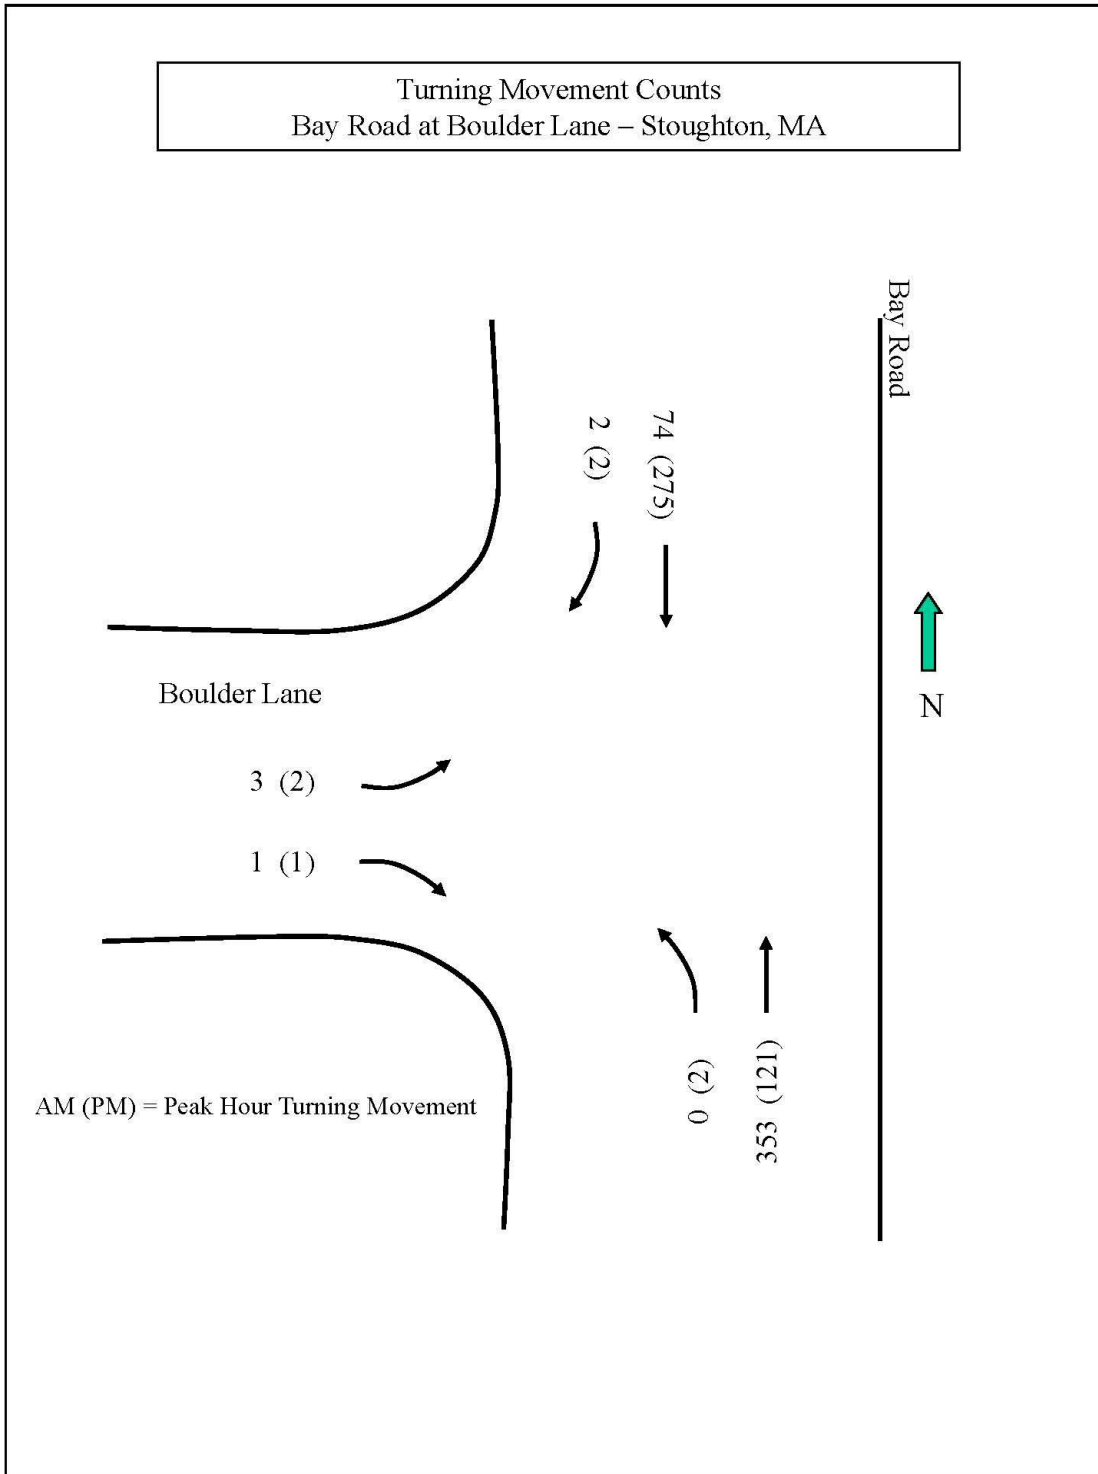 Turning Movement Counts
Bay Road at Boulder Lane – Stoughton, MA
Bay Road
2 (2)
74 (275)
Boulder Lane
N
3 (2)
1 (1)
0 (2)
353 (121)
AM (PM) = Peak Hour Turning Movement